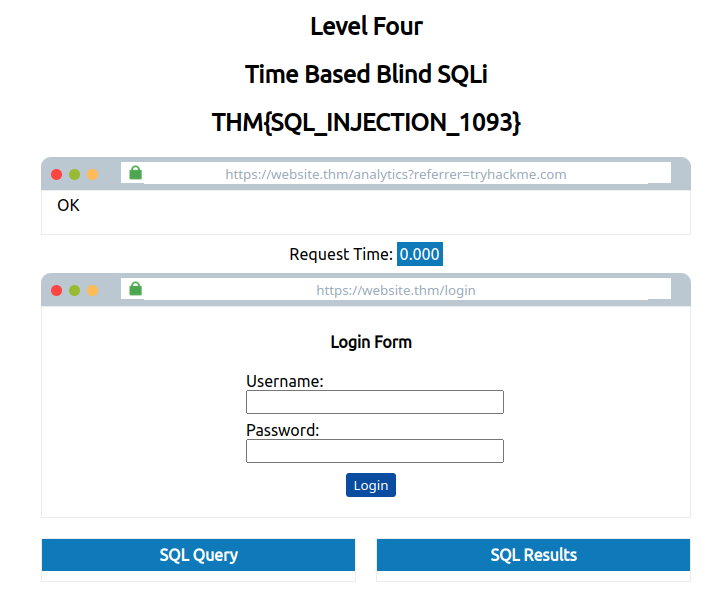 Level Four
Time Based Blind SQLi
THM{SQL_INJECTION_1093}
https://website.thm/analytics?referrer=tryhackme.com
OK
Request Time: 0.000
https://website.thm/login
Login Form
Username:
Password:
Login
SQL Query
SQL Results